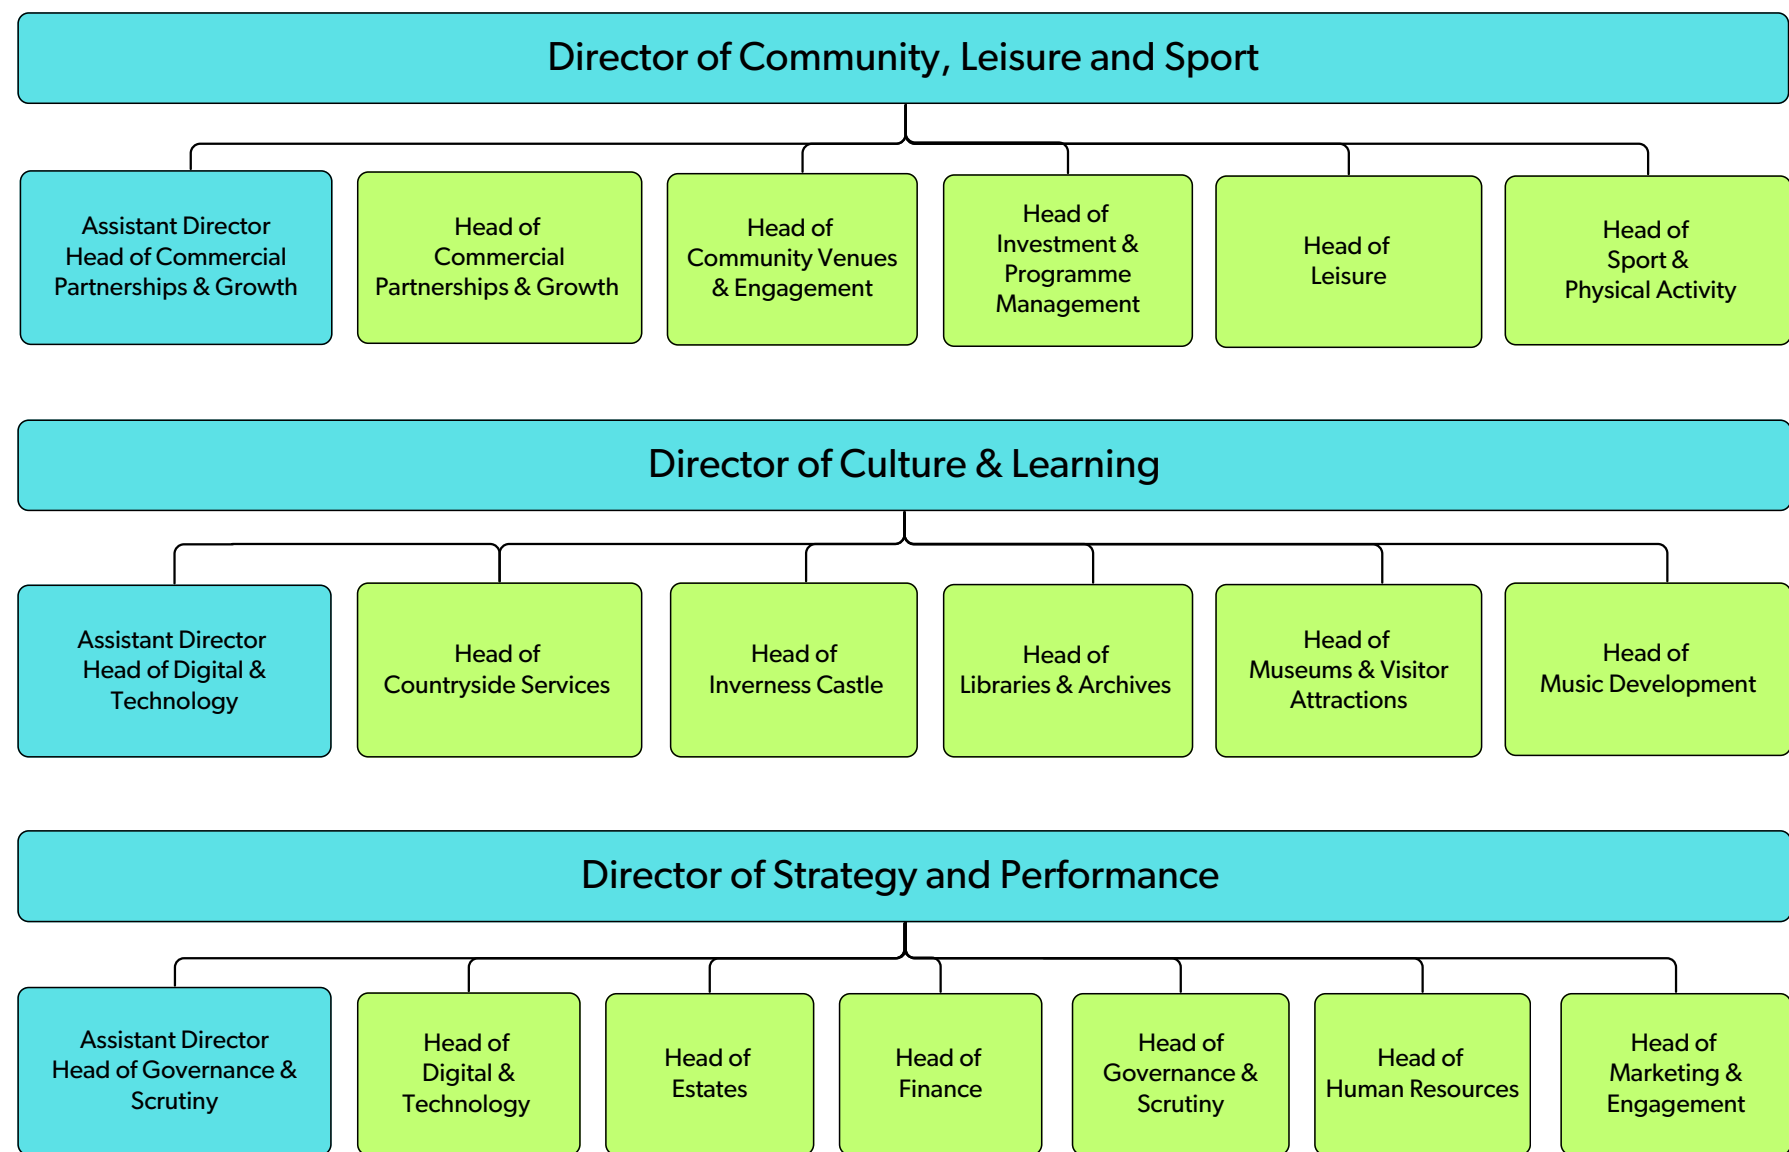 Director of Community, Leisure and Sport
Assistant Director
Head of Commercial
Partnerships & Growth
Head of
Commercial
Partnerships & Growth
Head of
Community Venues
& Engagement
Head of
Investment &
Programme
Management
Head of
Leisure
Head of
Sport &
Physical Activity
Director of Culture & Learning
Assistant Director
Head of Digital &
Technology
Head of
Countryside Services
Head of
Inverness Castle
Head of
Libraries & Archives
Head of
Museums & Visitor
Attractions
Head of
Music Development
Director of Strategy and Performance
Assistant Director
Head of Governance &
Scrutiny
Head of
Digital &
Technology
Head of
Estates
Head of
Finance
Head of
Governance &
Scrutiny
Head of
Human Resources
Head of
Marketing &
Engagement